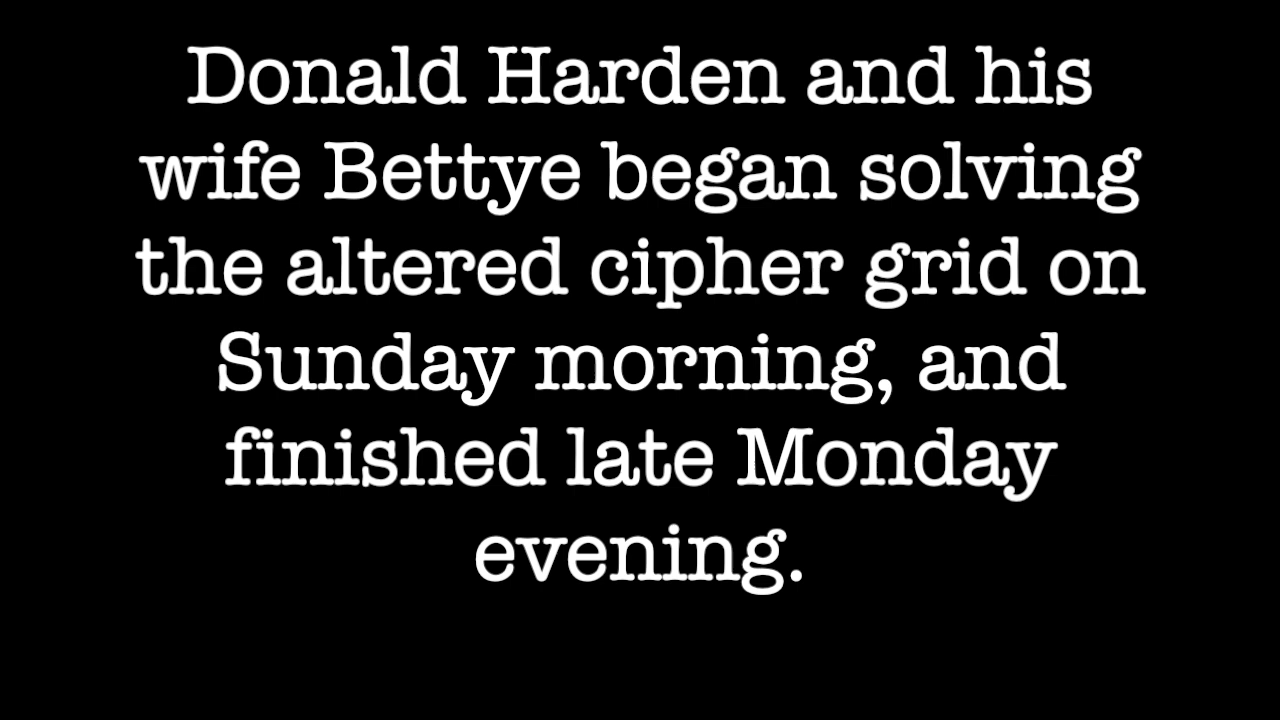 Donald Harden and his
wife Bettye began solving
the altered cipher grid on
Sunday morning, and
finished late Monday
evening.